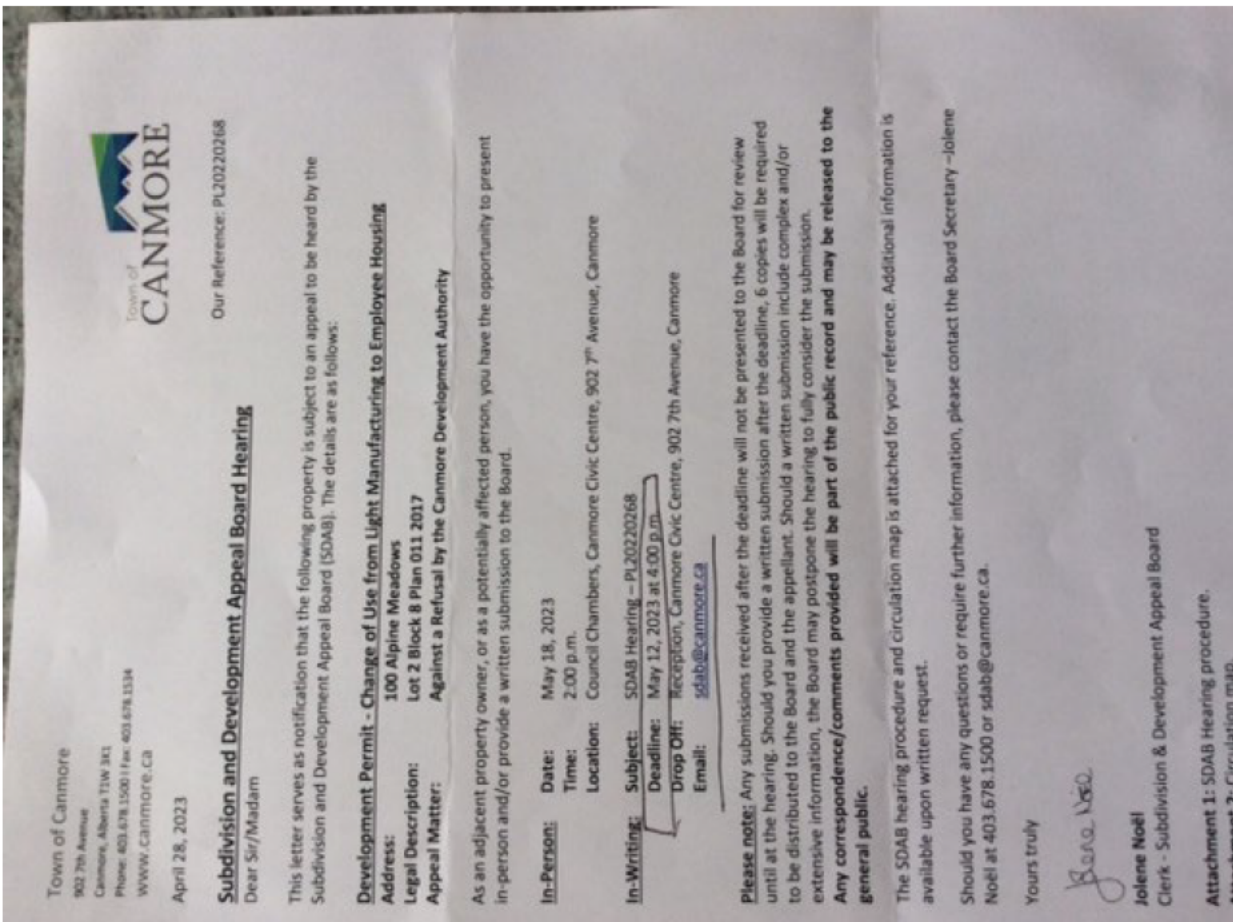 Town of Canmore
902 7th Avenue
Canmore, Alberta T1W 3K1
Phone: 403.678.1500 I Fax: 403.678.1534
www.canmore.ca
Town of
CANMORE
April 28, 2023
Our Reference: PL20220268
Subdivision and Development Appeal Board Hearing
Dear Sir/Madam
This letter serves as notification that the following property is subject to an appeal to be heard by the
Subdivision and Development Appeal Board (SDAB). The details are as follows:
Development Permit - Change of Use from Light Manufacturing to Employee Housing
Address: 100 Alpine Meadows
Legal Description: Lot 2 Block 8 Plan 011 2017
Appeal Matter: Against a Refusal by the Canmore Development Authority
As an adjacent property owner, or as a potentially affected person, you have the opportunity to present
in-person and/or provide a written submission to the Board.
In-Person: Date: May 18, 2023
Time: 2:00 p.m.
Location: Council Chambers, Canmore Civic Centre, 902 7th Avenue, Canmore
In-Writing: Subject: SDAB Hearing – PL20220268
Deadline: May 12, 2023 at 4:00 p.m.
Drop Off: Reception, Canmore Civic Centre, 902 7th Avenue, Canmore
Email: sdab@canmore.ca
Please note: Any submissions received after the deadline will not be presented to the Board for review
until at the hearing. Should you provide a written submission after the deadline, 6 copies will be required
to be distributed to the Board and the appellant. Should a written submission include complex and/or
extensive information, the Board may postpone the hearing to fully consider the submission.
Any correspondence/comments provided will be part of the public record and may be released to the
general public.
The SDAB hearing procedure and circulation map is attached for your reference. Additional information is
available upon written request.
Should you have any questions or require further information, please contact the Board Secretary –Jolene
Noël at 403.678.1500 or sdab@canmore.ca.
Yours truly
Jolene Noël
Clerk - Subdivision & Development Appeal Board
Attachment 1: SDAB Hearing procedure.
Attachment 2: Circulation map